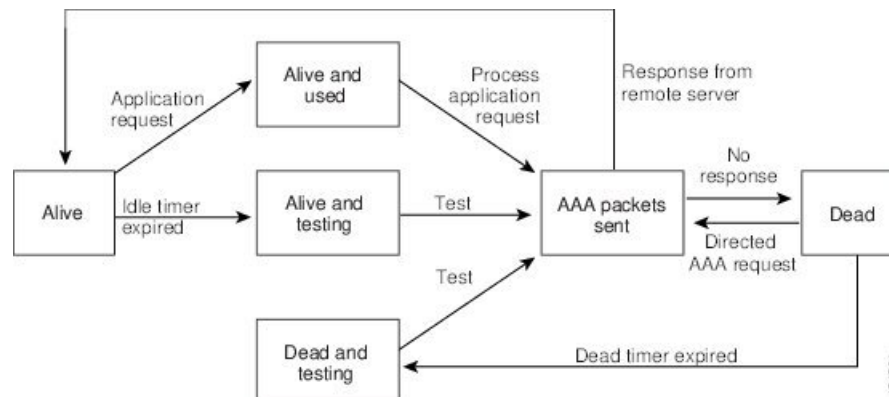 Alive and
used
Application
request
Process
application
request
Response from
remote server
Alive
Idle timer
expired
Alive and
testing
Test
AAA packets
sent
No
response
Dead
Directed
AAA request
Test
Dead and
testing
Dead timer expired